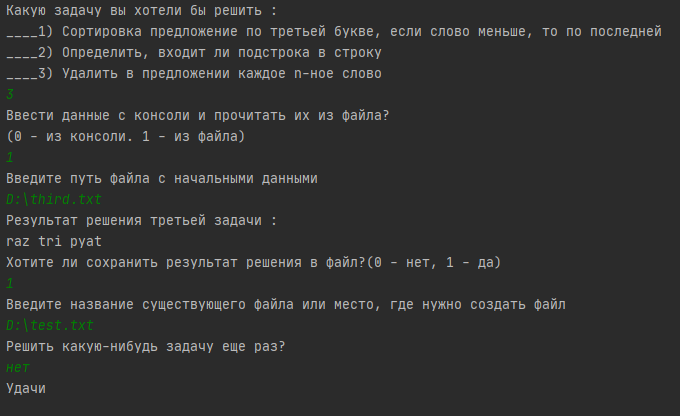 Какую задачу вы хотели бы решить :
____1) Сортировка предложение по третьей букве, если слово меньше, то по последней
____2) Определить, входит ли подстрока в строку
____3) Удалить в предложении каждое n-ное слово
3
Ввести данные с консоли и прочитать их из файла?
(0 - из консоли. 1 - из файла)
1
Введите путь файла с начальными данными
D:\third.txt
Результат решения третьей задачи :
raz tri pyat
Хотите ли сохранить результат решения в файл?(0 - нет, 1 - да)
1
Введите название существующего файла или место, где нужно создать файл
D:\test.txt
Решить какую-нибудь задачу еще раз?
нет
Удачи